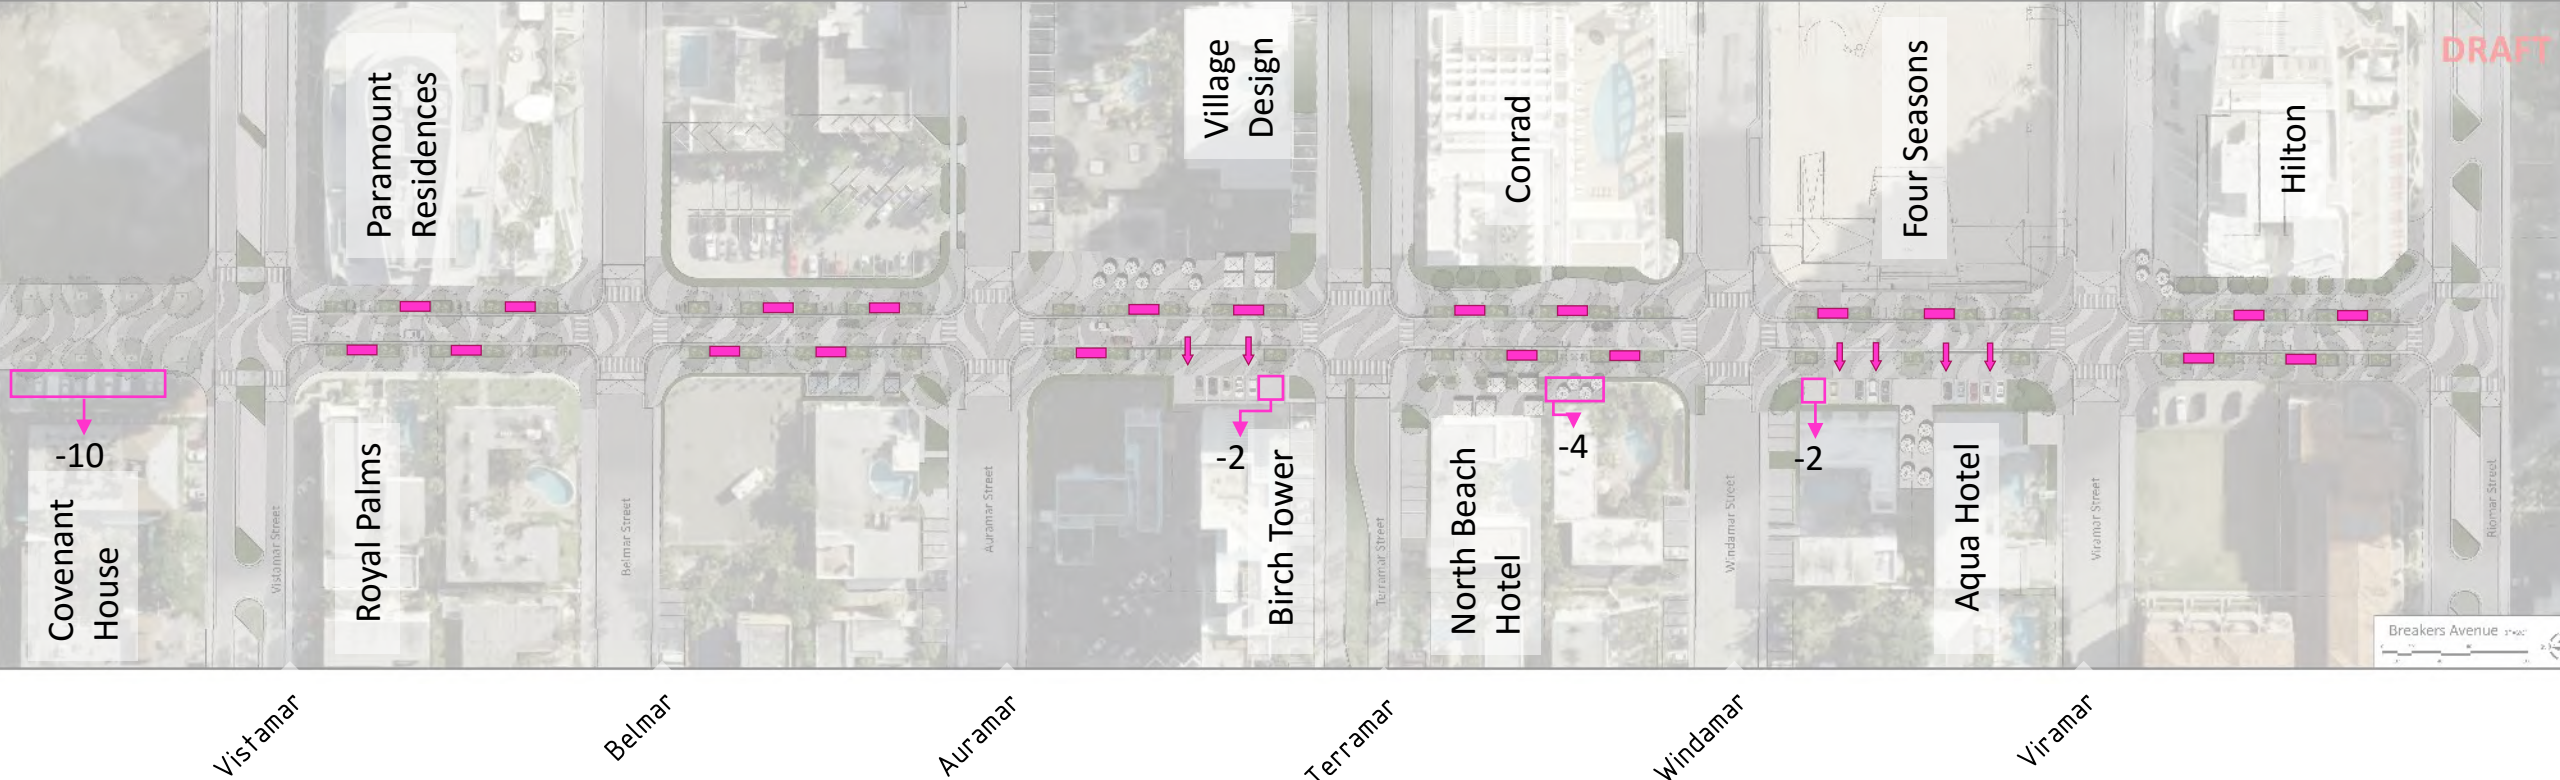 DRAFT
Paramount
Residences
Village
Design
Conrad
Four Seasons
Hilton
-10
-2
-4
-2
Covenant
House
Royal Palms
Birch Tower
North Beach
Hotel
Aqua Hotel
Vistamar Street
Belmar Street
Auramar Street
Terramar Street
Windamar Street
Viramar Street
Riomar Street
Breakers Avenue
Vistamar
Belmar
Auramar
Terramar
Windamar
Viramar